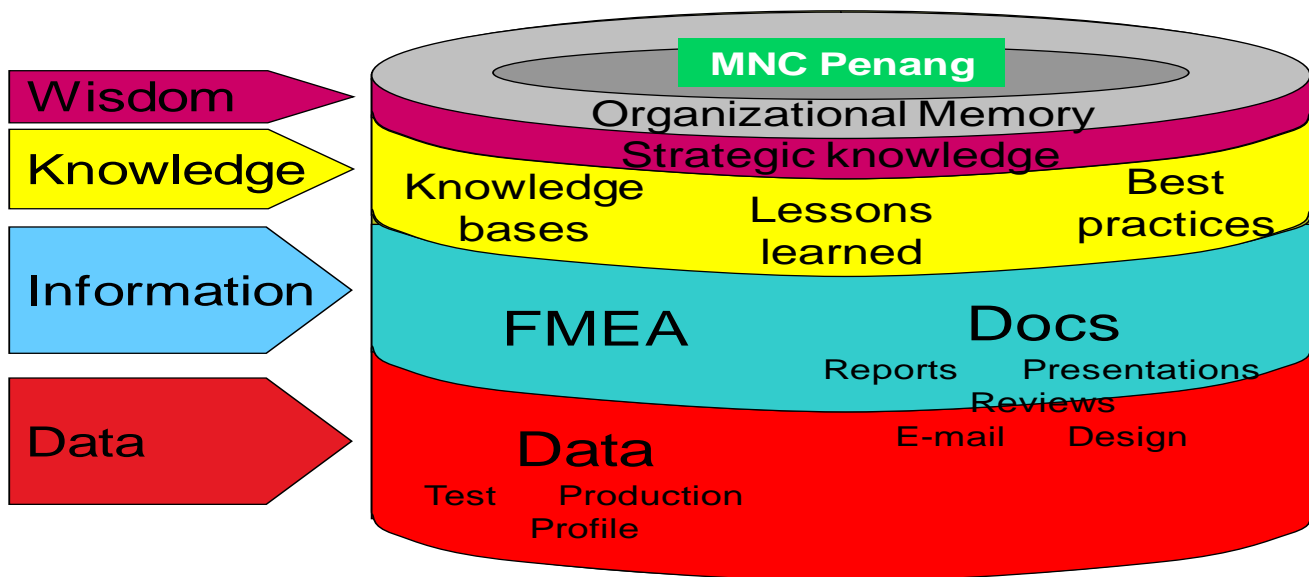 MNC Penang
Wisdom
Organizational Memory
Strategic knowledge
Knowledge
Knowledge
bases
Lessons
learned
Best
practices
Information
FMEA
Docs
Reports Presentations
Reviews
E-mail Design
Data
Data
Test Production
Profile